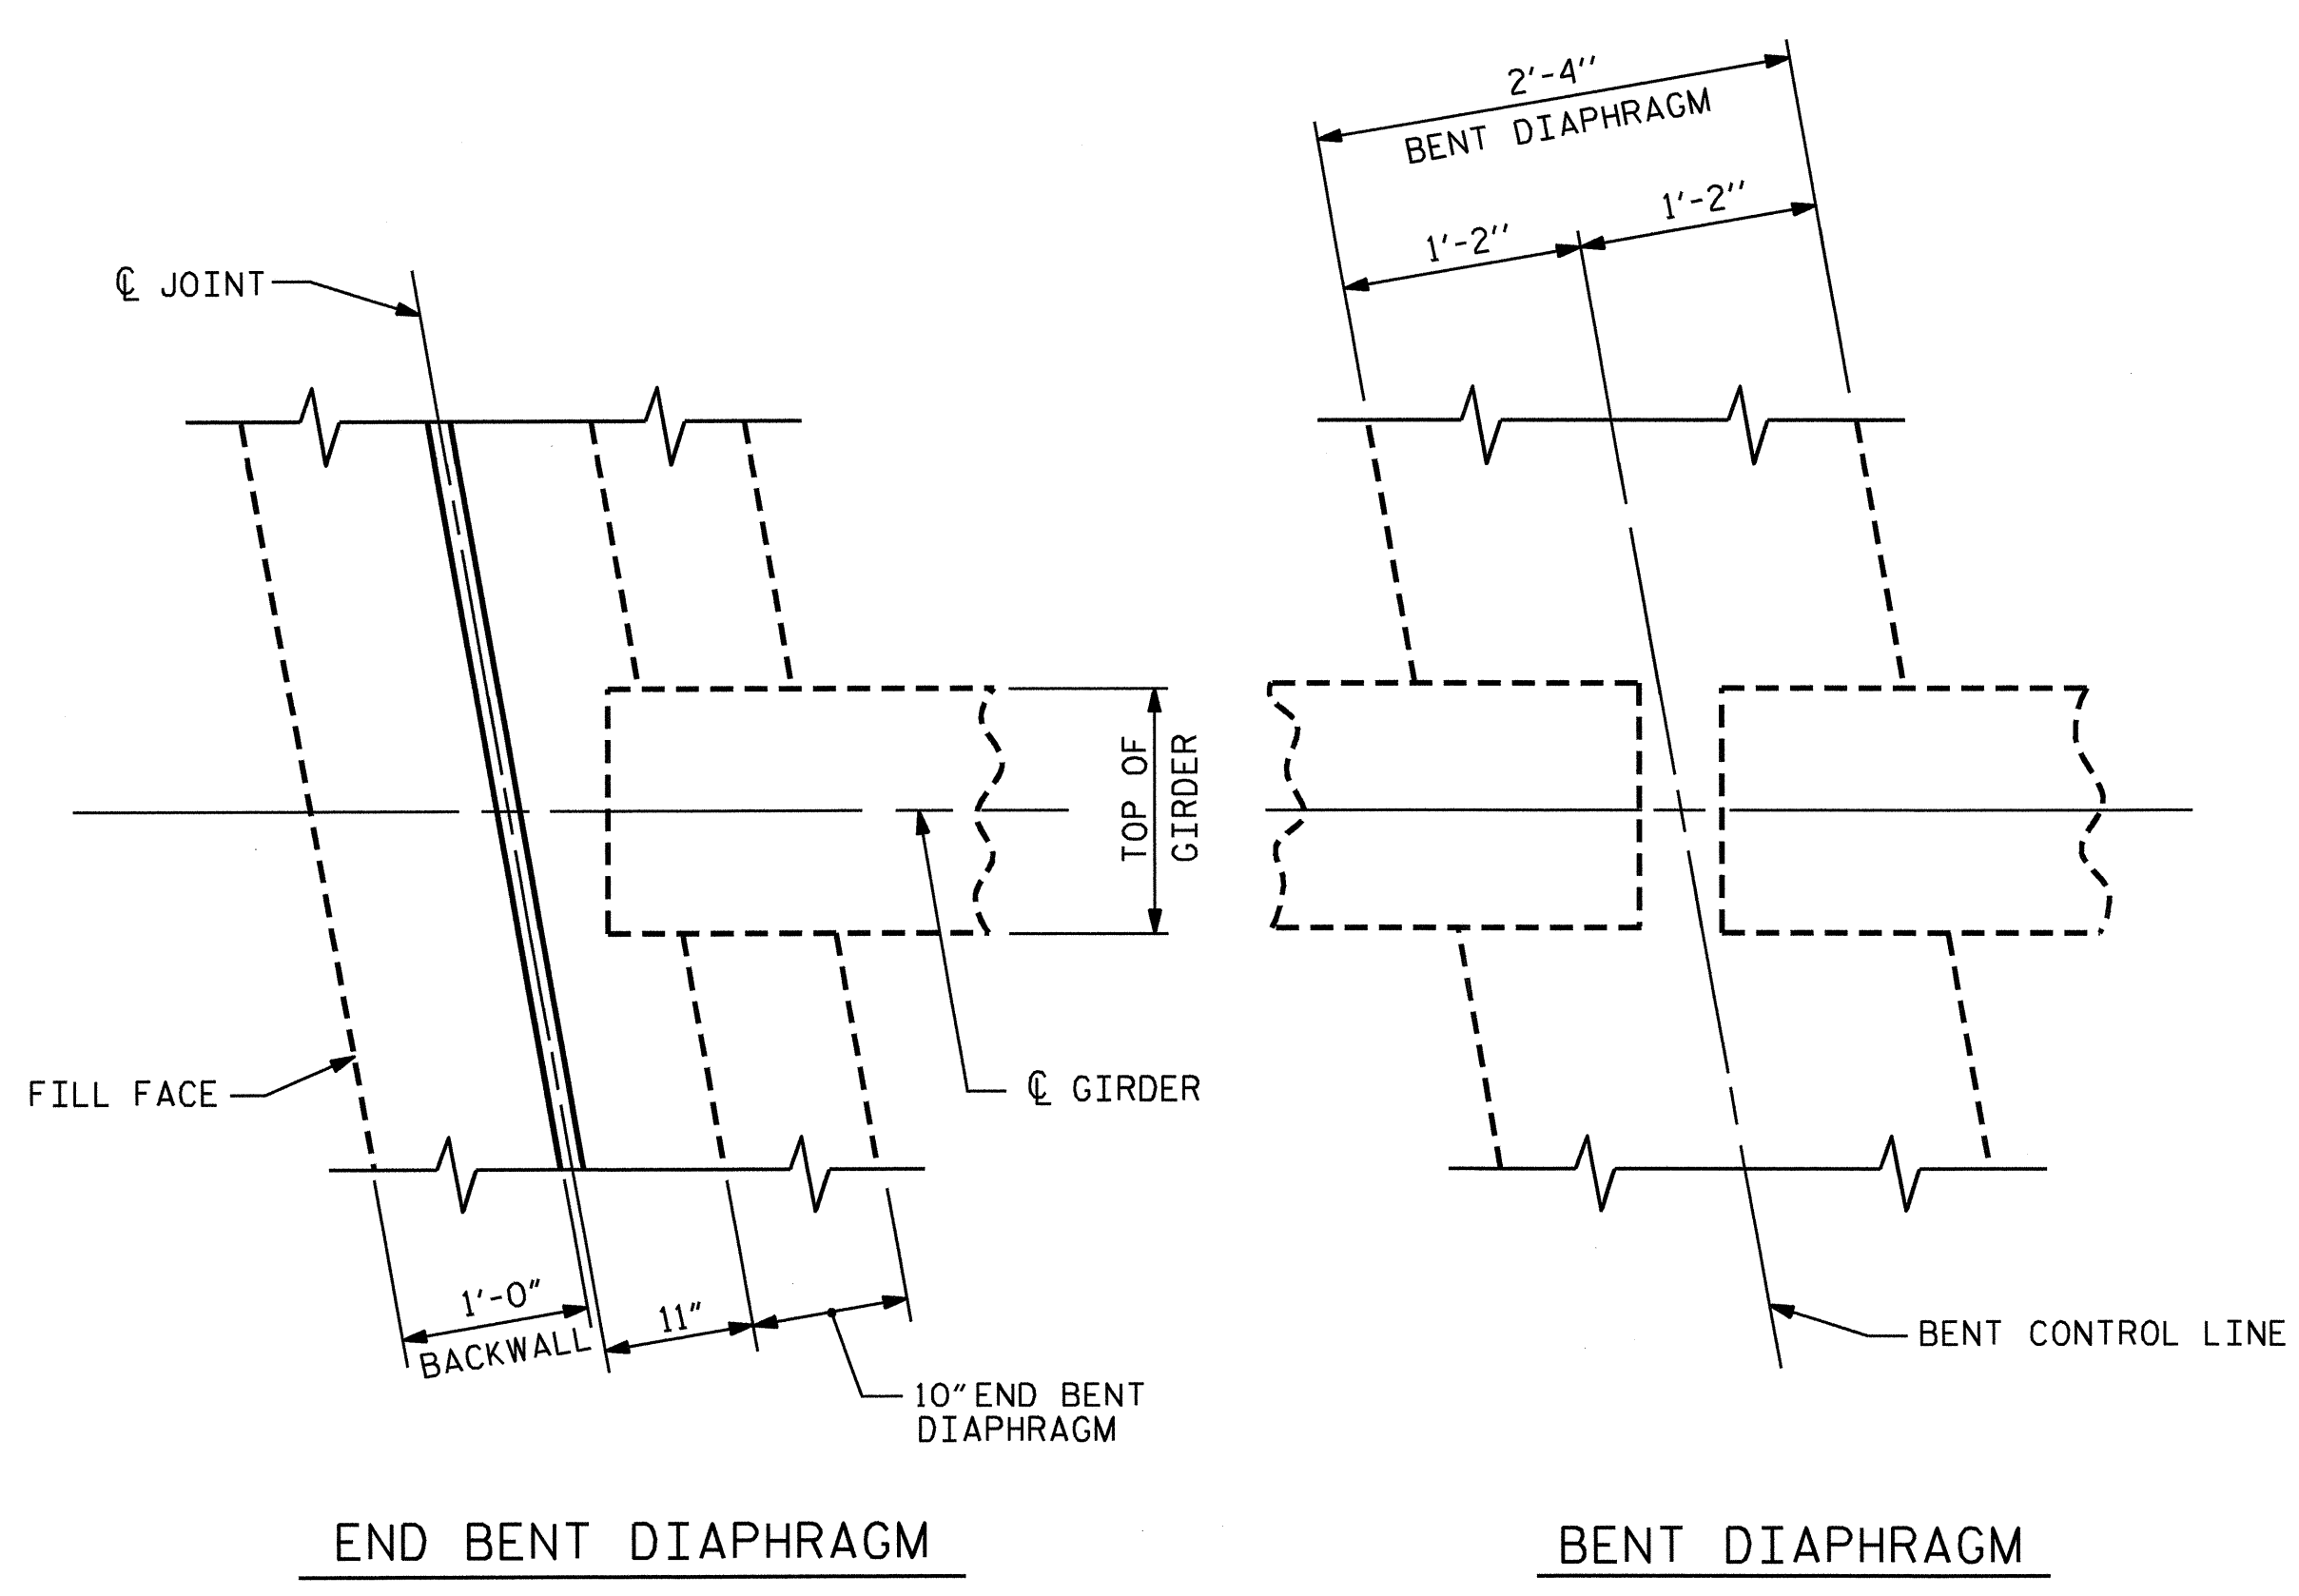 2'-4''
BENT DIAPHRAGM
1'-2''
1'-2''
℄ JOINT
TOP OF
GIRDER
FILL FACE
℄ GIRDER
1'-0"
BACKWALL
11"
10" END BENT
DIAPHRAGM
BENT CONTROL LINE
END BENT DIAPHRAGM
BENT DIAPHRAGM